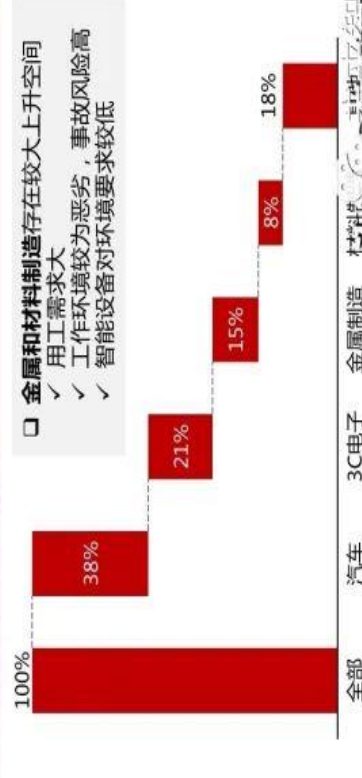 ❑ 金属和材料制造存在较大上升空间
✓ 用工需求大
✓ 工作环境较为恶劣，事故风险高
✓ 智能设备对环境要求较低
100%
38%
21%
15%
8%
18%
全部
汽车
3C电子
金属制造